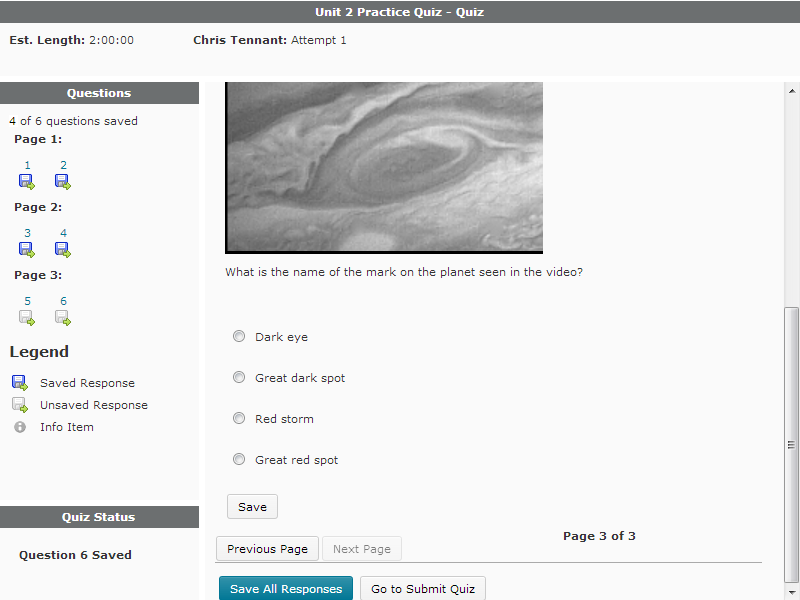 Unit 2 Practice Quiz - Quiz
Est. Length: 2:00:00
Chris Tennant: Attempt 1
Questions
4 of 6 questions saved
Page 1:
1 2
Page 2:
3 4
Page 3:
5 6
Legend
Saved Response
Unsaved Response
Info Item
Quiz Status
Question 6 Saved
What is the name of the mark on the planet seen in the video?
Dark eye
Great dark spot
Red storm
Great red spot
Save
Page 3 of 3
Previous Page Next Page
Save All Responses Go to Submit Quiz